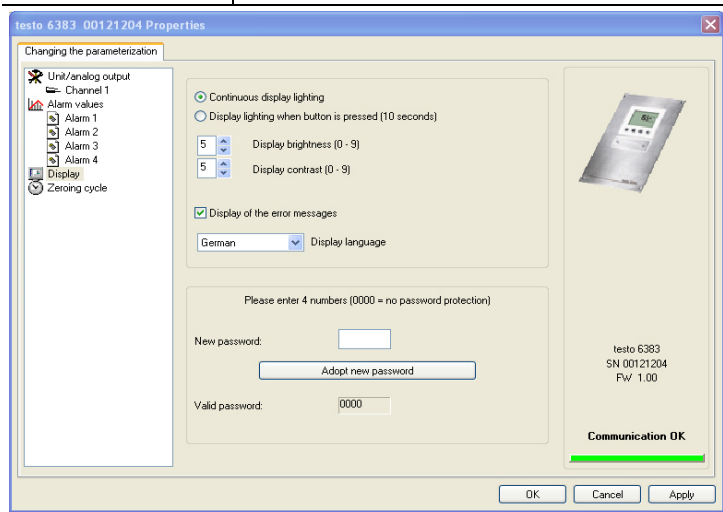 testo 6383 00121204 Properties
Changing the parameterization
Unit/analog output
Channel 1
Alarm values
Alarm 1
Alarm 2
Alarm 3
Alarm 4
Display
Zeroing cycle
Continuous display lighting
Display lighting when button is pressed (10 seconds)
5 Display brightness (0 - 9)
5 Display contrast (0 - 9)
Display of the error messages
German Display language
Please enter 4 numbers (0000 = no password protection)
New password:
Adopt new password
Valid password: 0000
testo 6383
SN 00121204
FW 1.00
Communication OK
OK Cancel Apply